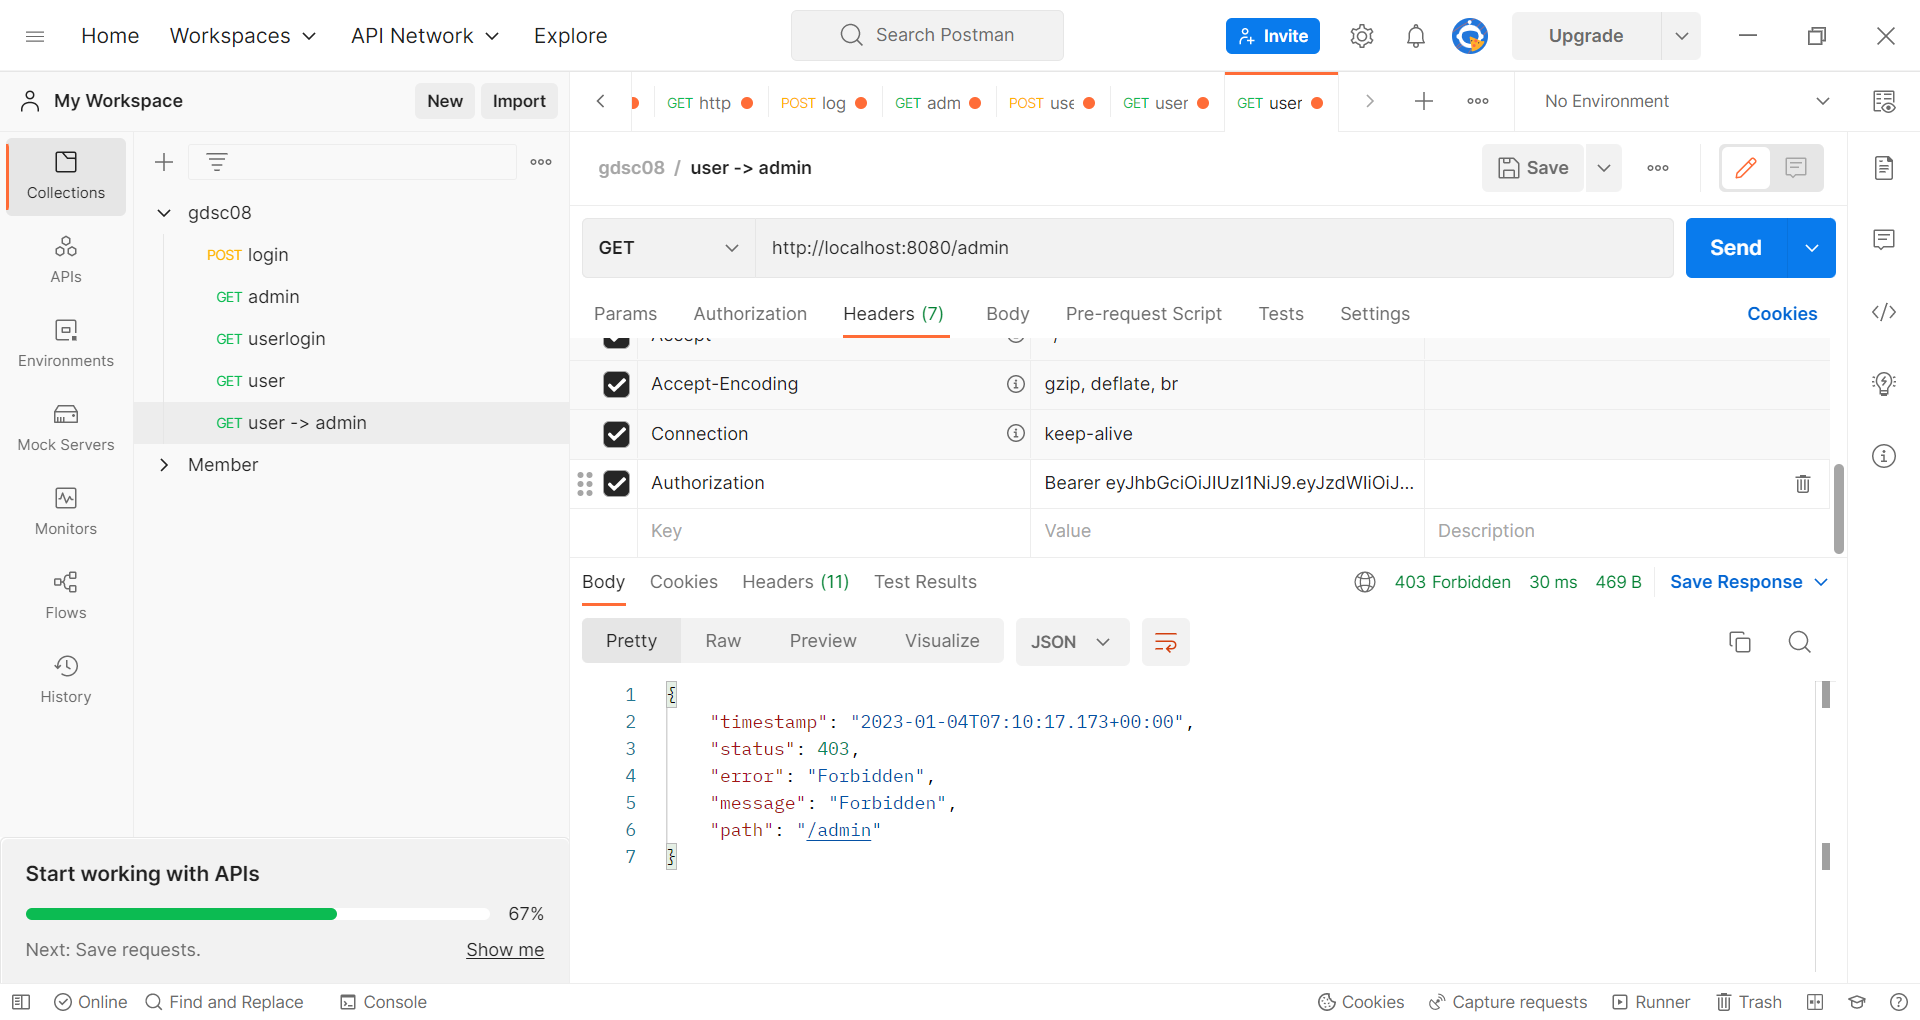 Home
Workspaces
API Network
Explore
Search Postman
Invite
Upgrade
My Workspace
New
Import
GET http
POST log
GET adm
POST use
GET user
GET user
No Environment
Collections
APIs
Environments
Mock Servers
Monitors
Flows
History
gdsc08
POST login
GET admin
GET userlogin
GET user
GET user -> admin
Member
gdsc08 / user -> admin
Save
GET
http://localhost:8080/admin
Send
Params
Authorization
Headers (7)
Body
Pre-request Script
Tests
Settings
Cookies
Accept
Accept-Encoding
gzip, deflate, br
Connection
keep-alive
Authorization
Bearer eyJhbGciOiJIUzI1NiJ9.eyJzdWIiOiJ...
Key
Value
Description
Body
Cookies
Headers (11)
Test Results
403 Forbidden
30 ms
469 B
Save Response
Pretty
Raw
Preview
Visualize
JSON
1 {
2 "timestamp": "2023-01-04T07:10:17.173+00:00",
3 "status": 403,
4 "error": "Forbidden",
5 "message": "Forbidden",
6 "path": "/admin"
7 }
Start working with APIs
67%
Next: Save requests.
Show me
Online
Find and Replace
Console
Cookies
Capture requests
Runner
Trash